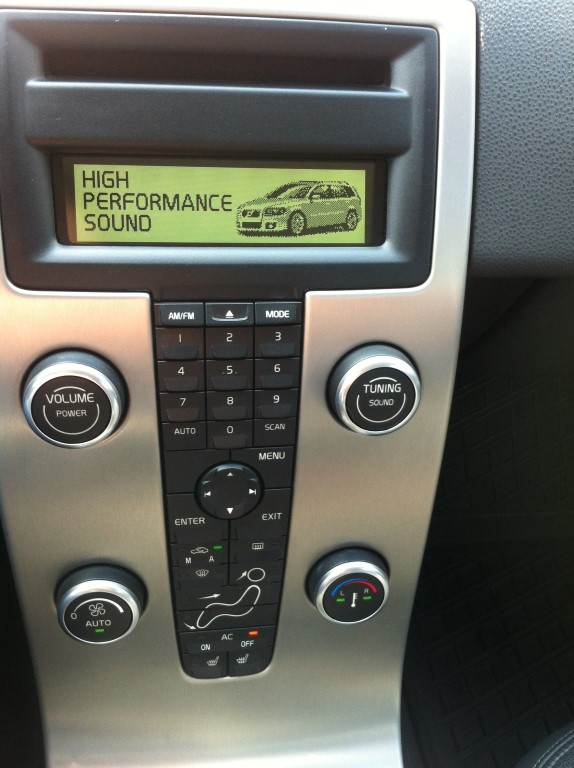 HIGH
PERFORMANCE
SOUND
AM/FM
MODE
1 2 3
4 5 6
7 8 9
AUTO 0 SCAN
VOLUME
POWER
TUNING
SOUND
MENU
ENTER EXIT
M A
0
AUTO
L R
AC
ON OFF